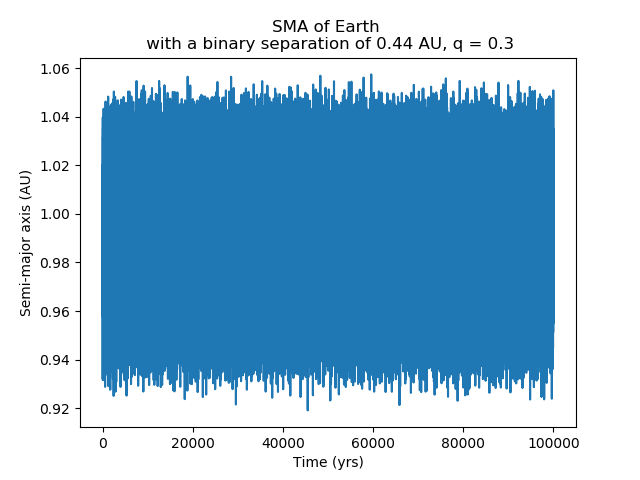 SMA of Earth
with a binary separation of 0.44 AU, q = 0.3
1.06
1.04
1.02
1.00
0.98
0.96
0.94
0.92
Semi-major axis (AU)
0 20000 40000 60000 80000 100000
Time (yrs)